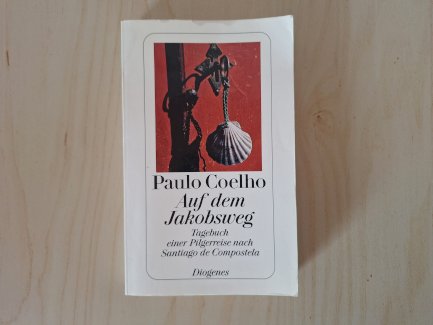 Paulo Coelho
Auf dem
Jakobsweg
Tagebuch
einer Pilgerreise nach
Santiago de Compostela
Diogenes